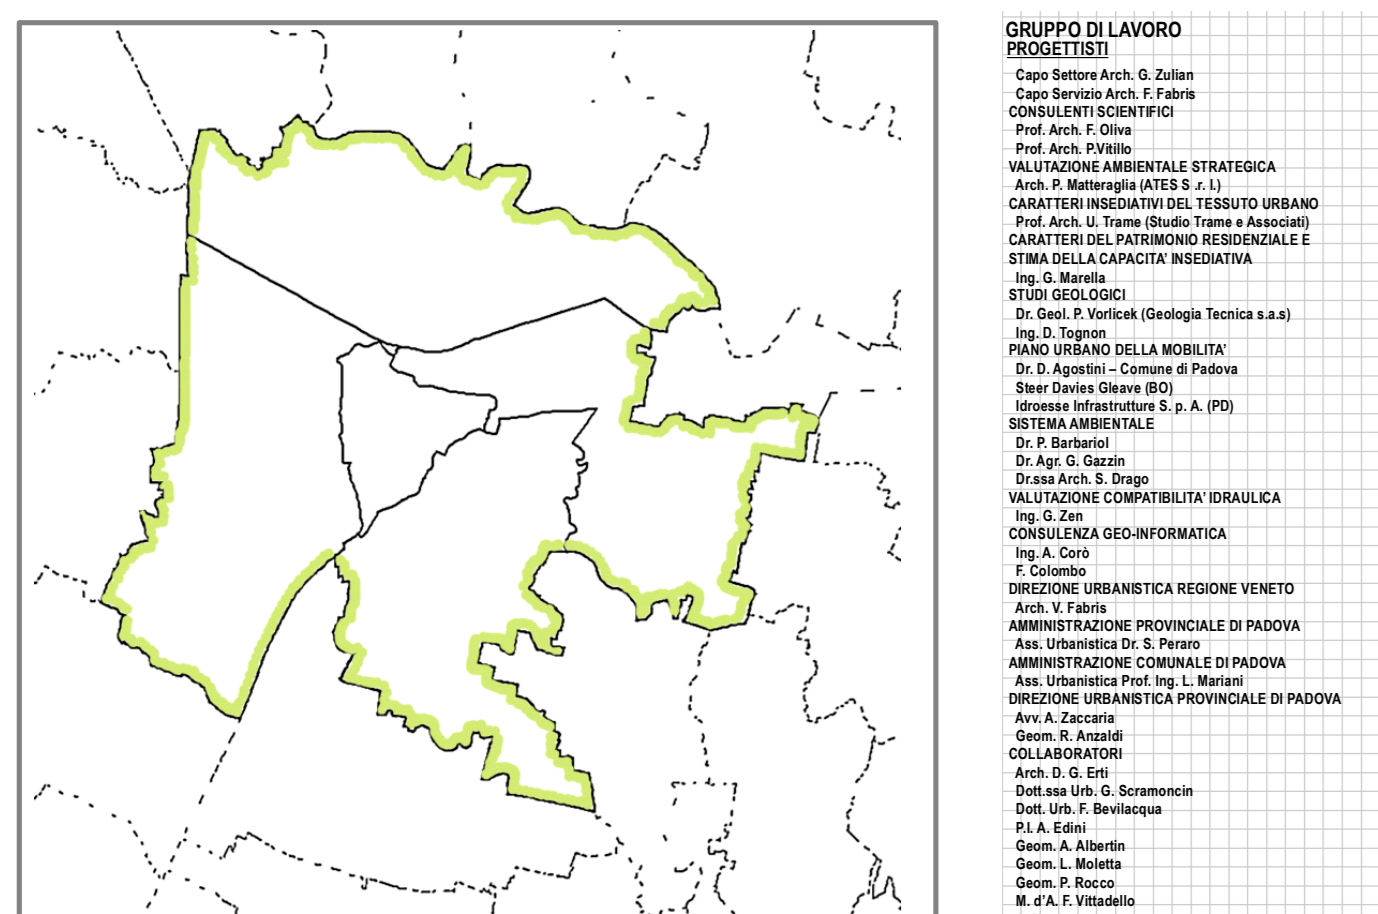 GRUPPO DI LAVORO
PROGETTISTI
Capo Settore Arch. G. Zulian
Capo Servizio Arch. F. Fabris
CONSULENTI SCIENTIFICI
Prof. Arch. F. Oliva
Prof. Arch. P.Vitillo
VALUTAZIONE AMBIENTALE STRATEGICA
Arch. P. Matteraglia (ATES S .r. l.)
CARATTERI INSEDIATIVI DEL TESSUTO URBANO
Prof. Arch. U. Trame (Studio Trame e Associati)
CARATTERI DEL PATRIMONIO RESIDENZIALE E
STIMA DELLA CAPACITA' INSEDIATIVA
Ing. G. Marella
STUDI GEOLOGICI
Dr. Geol. P. Vorlicek (Geologia Tecnica s.a.s)
Ing. D. Tognon
PIANO URBANO DELLA MOBILITA'
Dr. D. Agostini – Comune di Padova
Steer Davies Gleave (BO)
Idroesse Infrastrutture S. p. A. (PD)
SISTEMA AMBIENTALE
Dr. P. Barbariol
Dr. Agr. G. Gazzin
Dr.ssa Arch. S. Drago
VALUTAZIONE COMPATIBILITA' IDRAULICA
Ing. G. Zen
CONSULENZA GEO-INFORMATICA
Ing. A. Corò
F. Colombo
DIREZIONE URBANISTICA REGIONE VENETO
Arch. V. Fabris
AMMINISTRAZIONE PROVINCIALE DI PADOVA
Ass. Urbanistica Dr. S. Peraro
AMMINISTRAZIONE COMUNALE DI PADOVA
Ass. Urbanistica Prof. Ing. L. Mariani
DIREZIONE URBANISTICA PROVINCIALE DI PADOVA
Avv. A. Zaccaria
Geom. R. Anzaldi
COLLABORATORI
Arch. D. G. Erti
Dott.ssa Urb. G. Scramoncin
Dott. Urb. F. Bevilacqua
P.I. A. Edini
Geom. A. Albertin
Geom. L. Moletta
Geom. P. Rocco
M. d'A. F. Vittadello